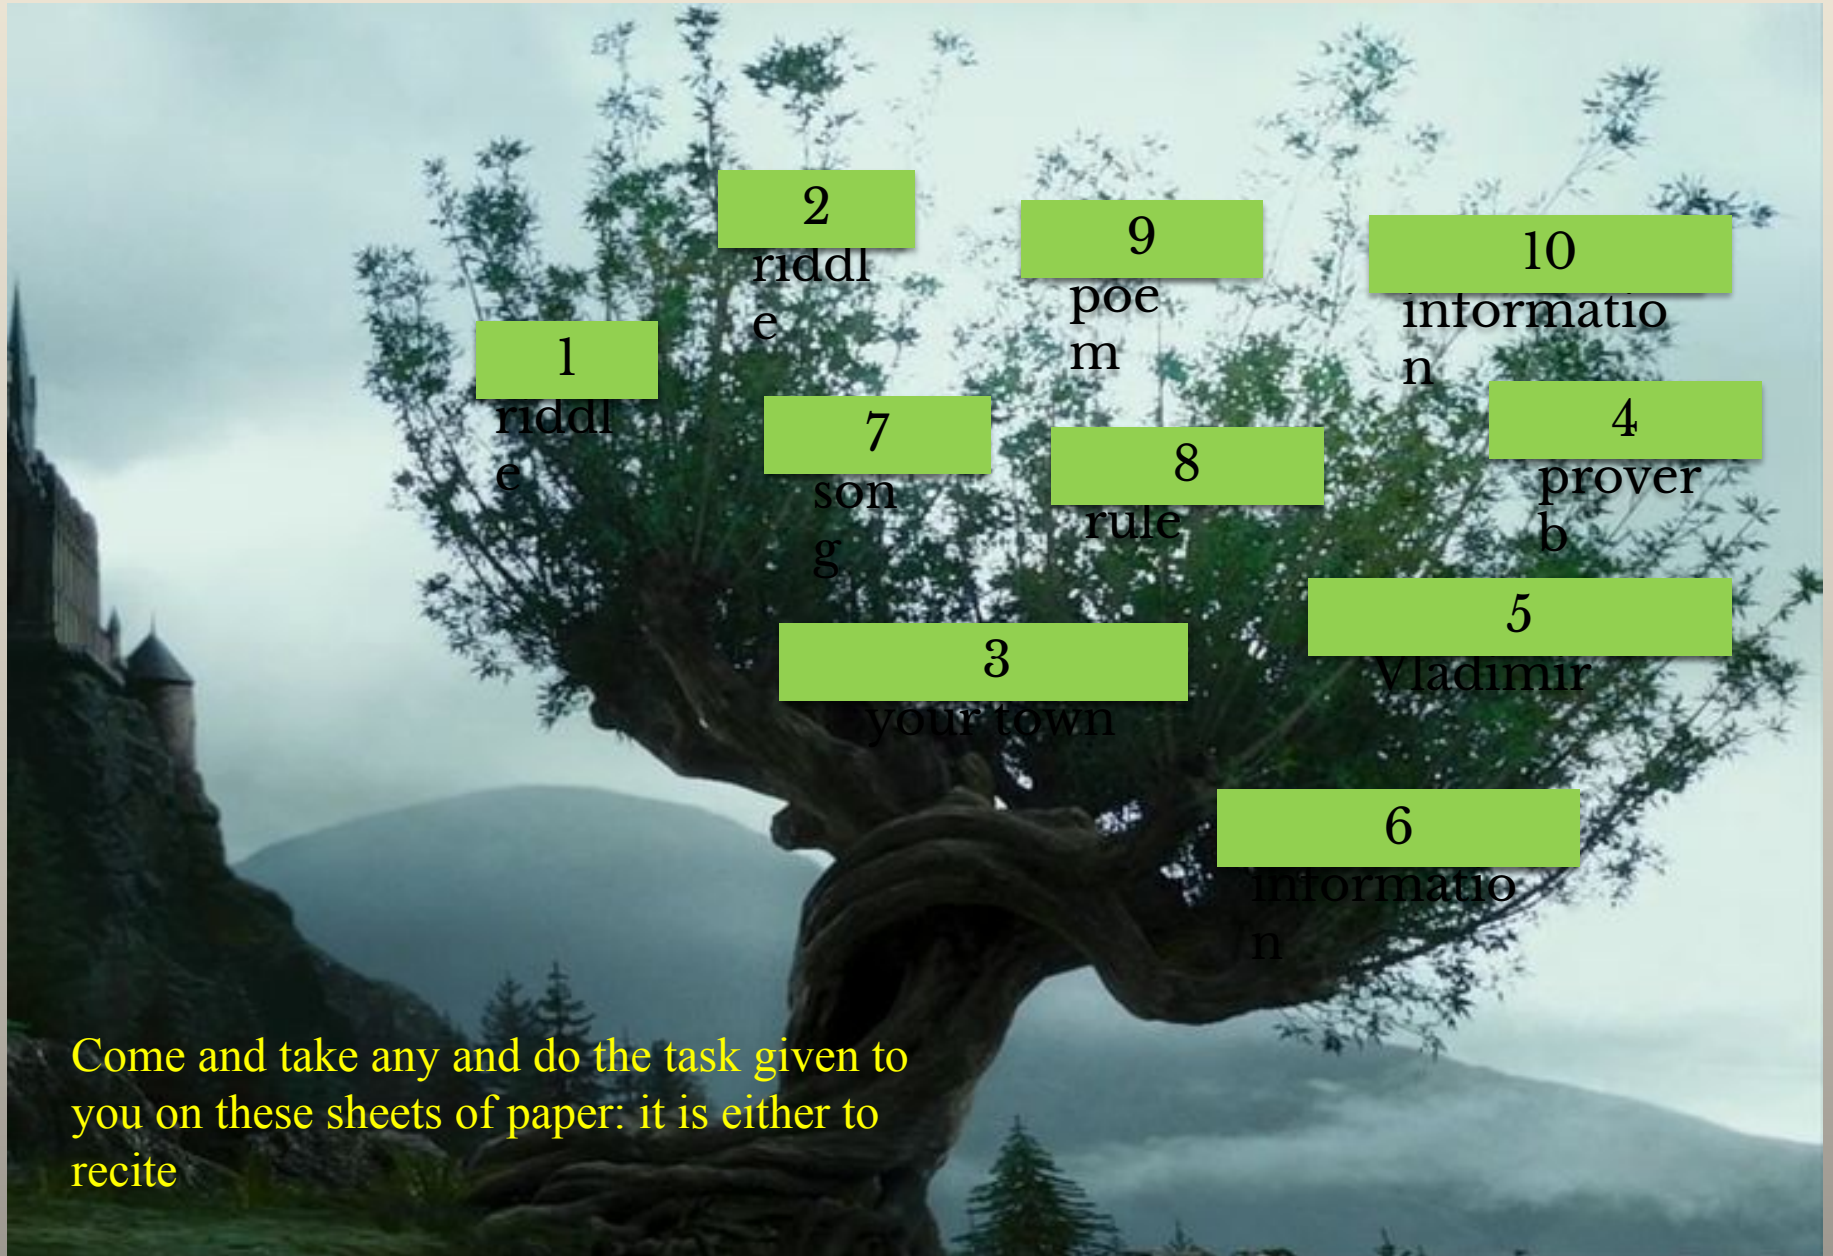 2
riddl
e
9
poe
m
10
informatio
n
1
riddl
e
7
son
g
8
rule
4
prover
b
5
Vladimir
3
your town
6
informatio
n
Come and take any and do the task given to
you on these sheets of paper: it is either to
recite